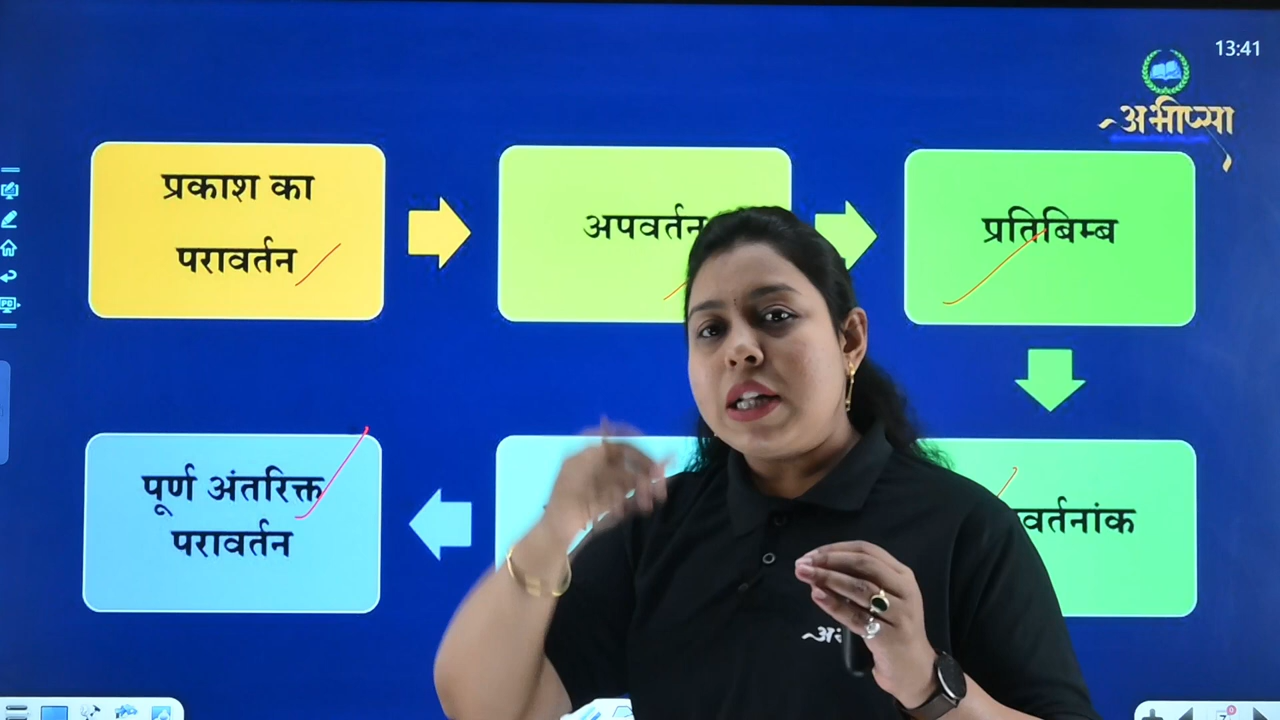 13:41
अभीप्सा
प्रकाश का
परावर्तन
अपवर्तन
प्रतिबिम्ब
पूर्ण अंतरिक्त
परावर्तन
वर्तनांक